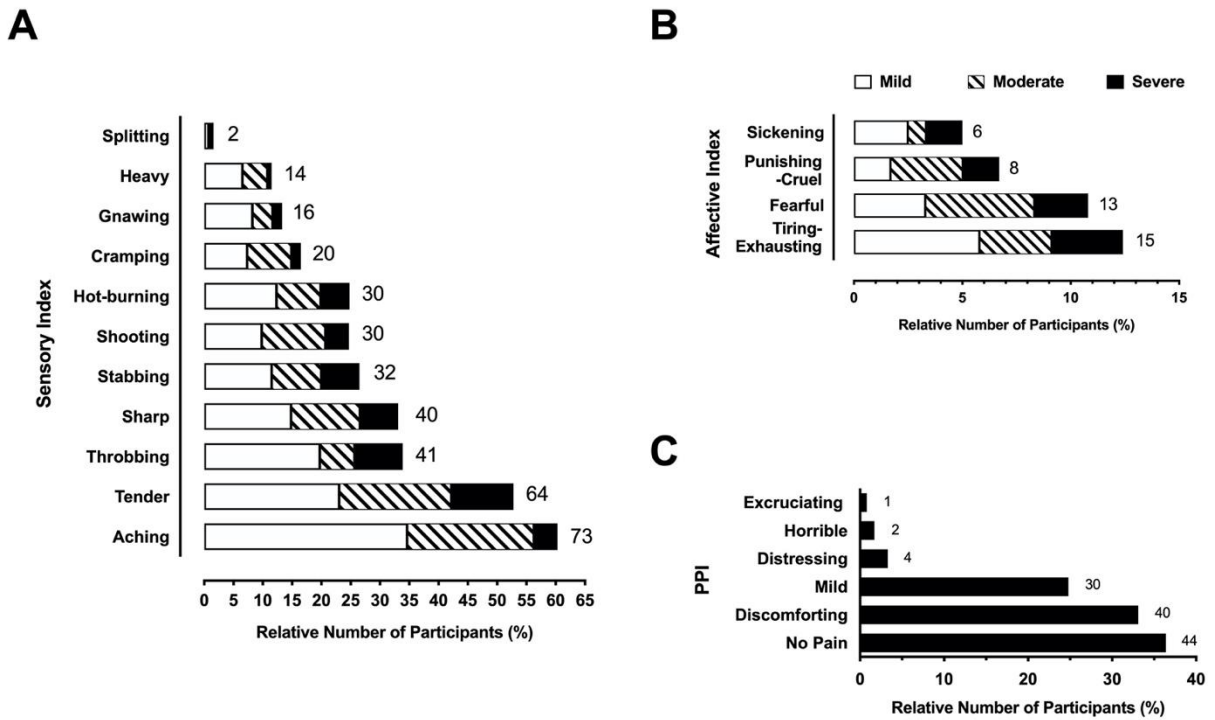 A
Sensory Index
Splitting 2
Heavy 14
Gnawing 16
Cramping 20
Hot-burning 30
Shooting 30
Stabbing 32
Sharp 40
Throbbing 41
Tender 64
Aching 73
0 5 10 15 20 25 30 35 40 45 50 55 60 65
Relative Number of Participants (%)
B
Mild Moderate Severe
Affective Index
Sickening 6
Punishing
-Cruel 8
Fearful 13
Tiring-
Exhausting 15
0 5 10 15
Relative Number of Participants (%)
C
PPI
Excruciating 1
Horrible 2
Distressing 4
Mild 30
Discomforting 40
No Pain 44
0 10 20 30 40
Relative Number of Participants (%)